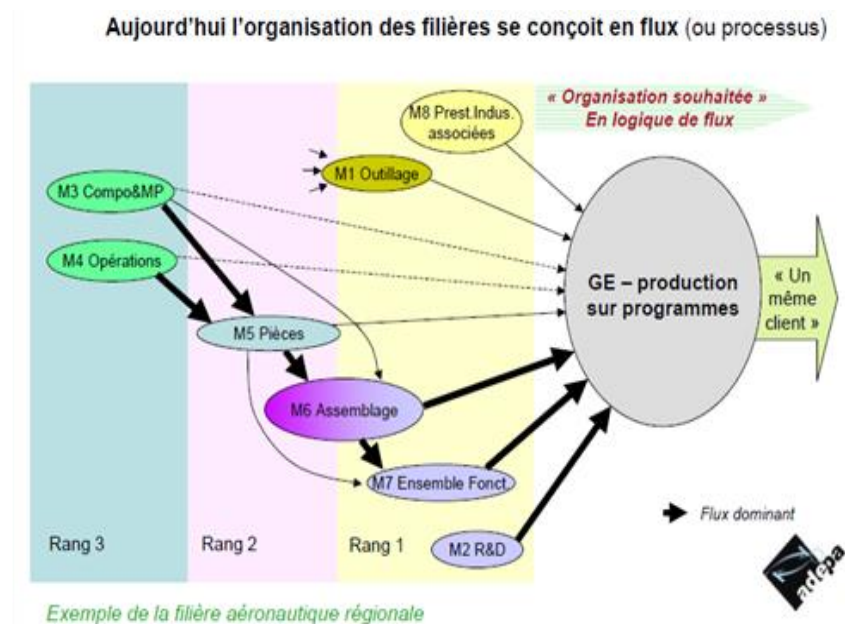 Aujourd'hui l'organisation des filières se conçoit en flux (ou processus)
« Organisation souhaitée »
En logique de flux
M8 Prest.Indus.
associées
M1 Outillage
M3 Compo&MP
M4 Opérations
GE – production
sur programmes
« Un
même
client »
M5 Pièces
M6 Assemblage
M7 Ensemble Fonct.
Flux dominant
Rang 3
Rang 2
Rang 1
M2 R&D
adepa
Exemple de la filière aéronautique régionale